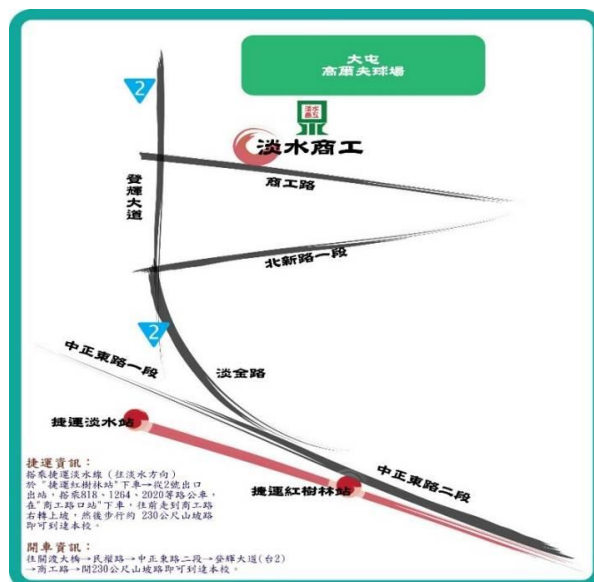 大屯
高爾夫球場
2
淡水
商工
淡水商工
商工路
登輝大道
北新路一段
2
中正東路一段
淡金路
捷運淡水站
中正東路二段
捷運紅樹林站
捷運資訊：
搭乘捷運淡水線（往淡水方向）
於"捷運紅樹林站"下車→從2號出口
出站，搭乘818、1264、2020等路公車，
在"商工路口站"下車，往前走到商工路
右轉上坡，然後步行約 230公尺山坡路
即可到達本校。
開車資訊：
往關渡大橋→民權路→中正東路二段→登輝大道(台2)
→商工路→開230公尺山坡路即可到達本校。